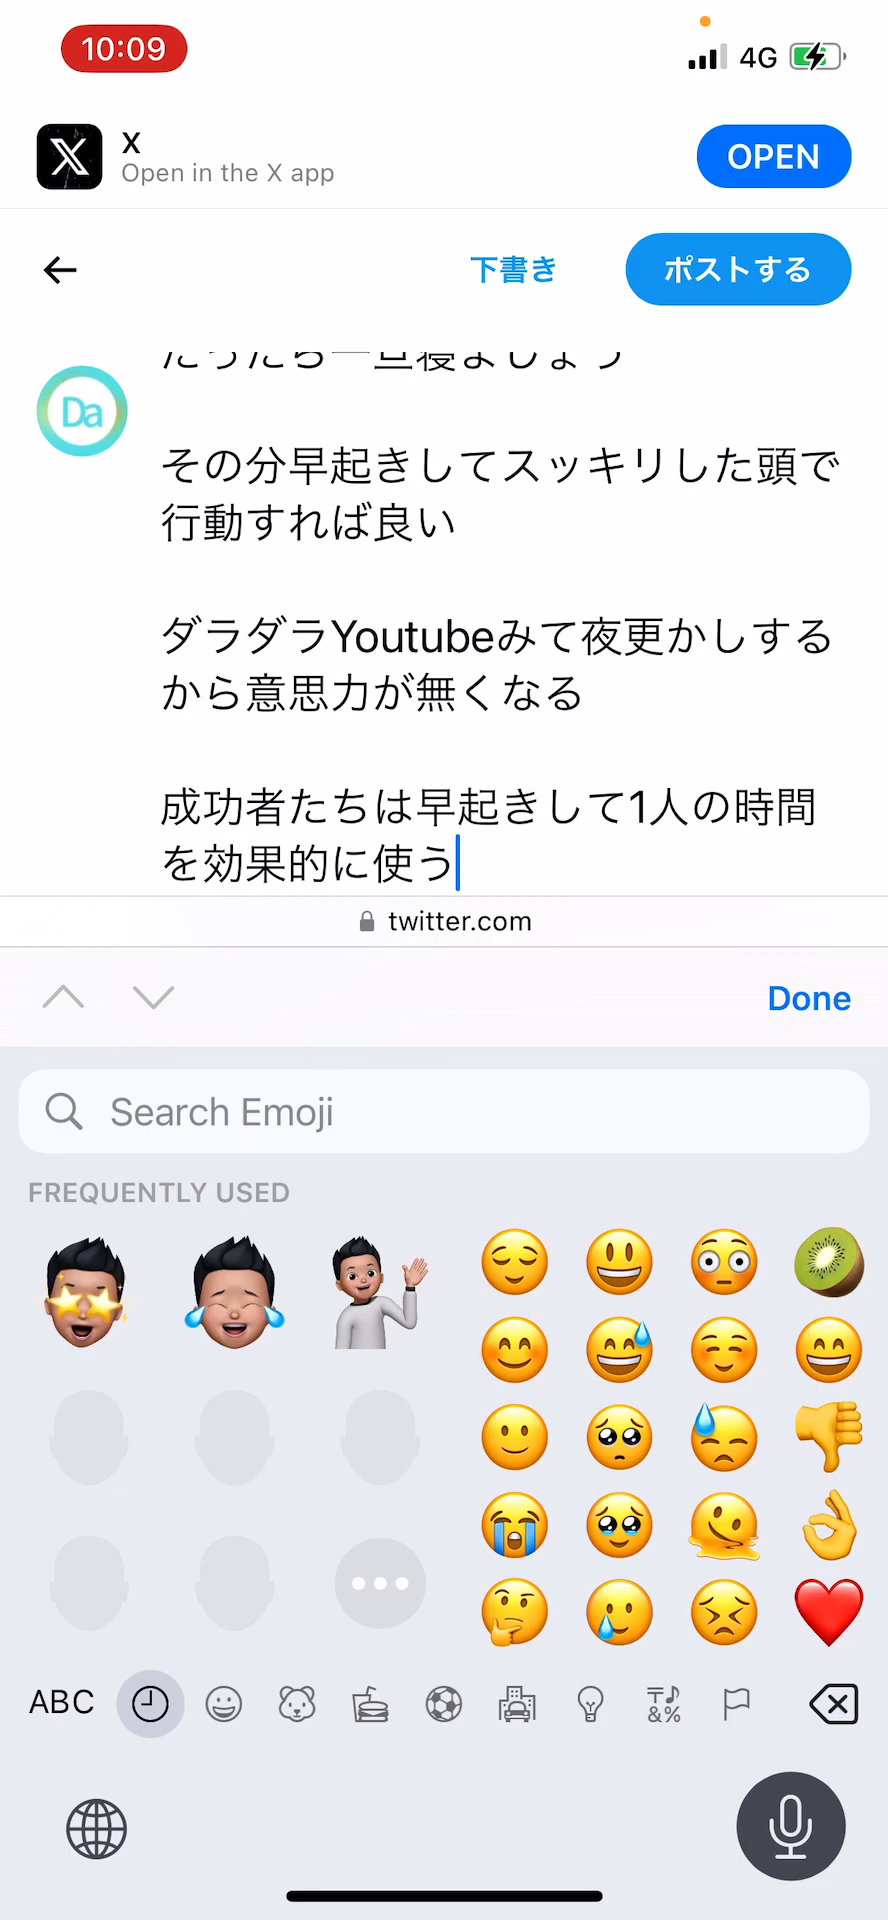 10:09
4G
X
Open in the X app
OPEN
下書き
ポストする
Da
その分早起きしてスッキリした頭で
行動すれば良い
ダラダラYoutubeみて夜更かしする
から意思力が無くなる
成功者たちは早起きして1人の時間
を効果的に使う
twitter.com
Done
Search Emoji
FREQUENTLY USED
ABC